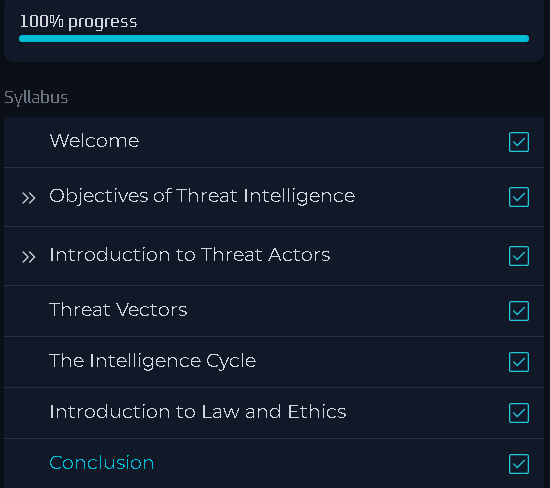 100% progress
Syllabus
Welcome
Objectives of Threat Intelligence
Introduction to Threat Actors
Threat Vectors
The Intelligence Cycle
Introduction to Law and Ethics
Conclusion